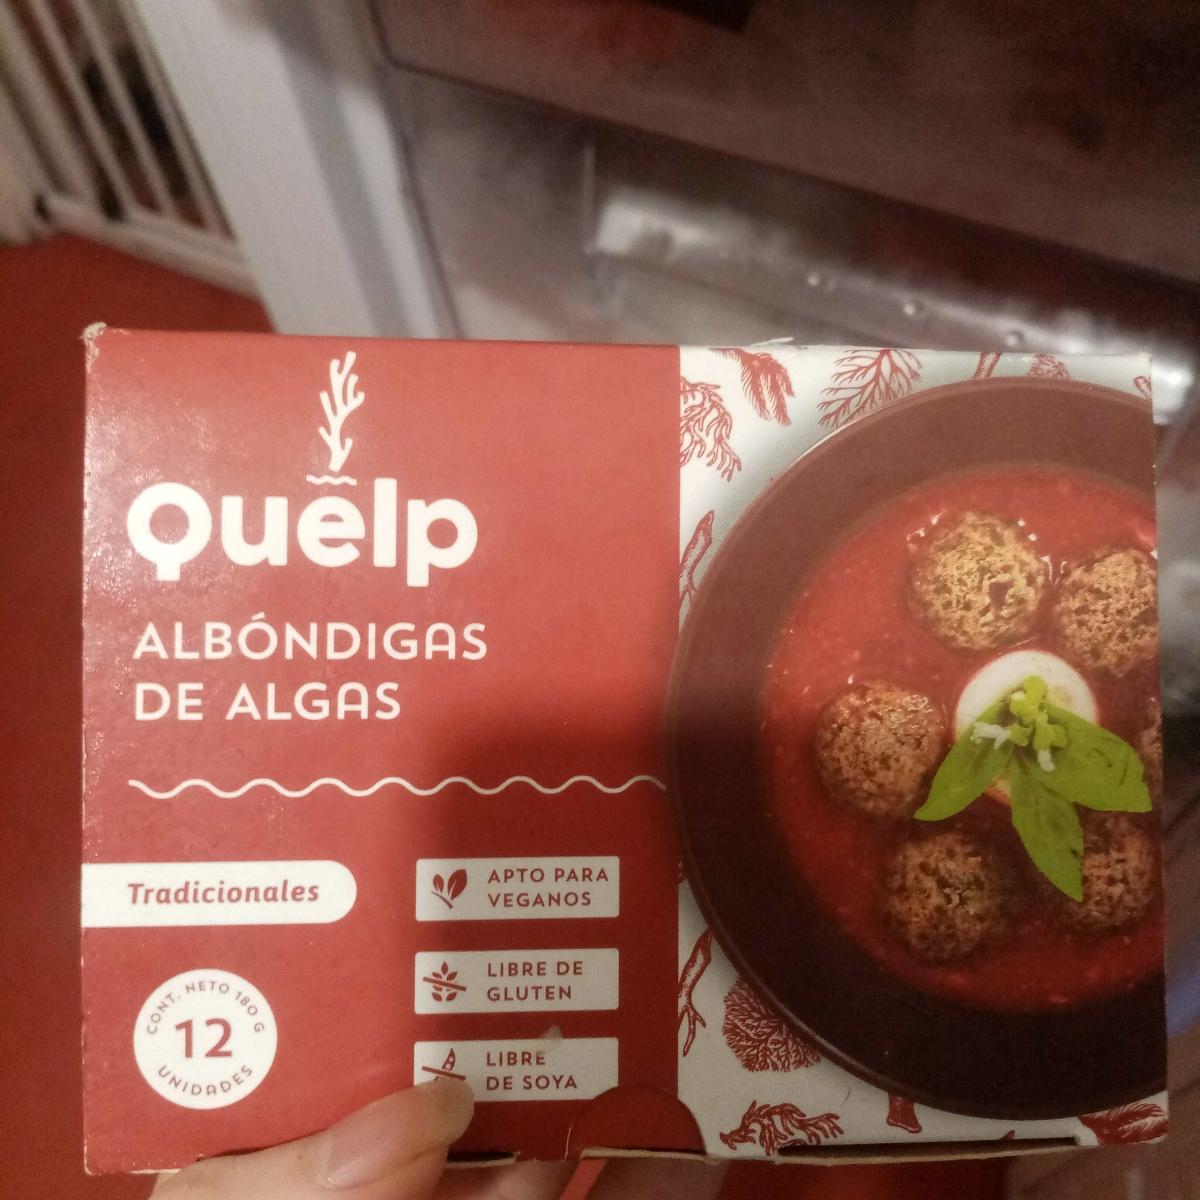 Quelp
ALBÓNDIGAS
DE ALGAS
Tradicionales
APTO PARA
VEGANOS
LIBRE DE
GLUTEN
LIBRE
DE SOYA
CONT. NETO 180 G
12
UNIDADES